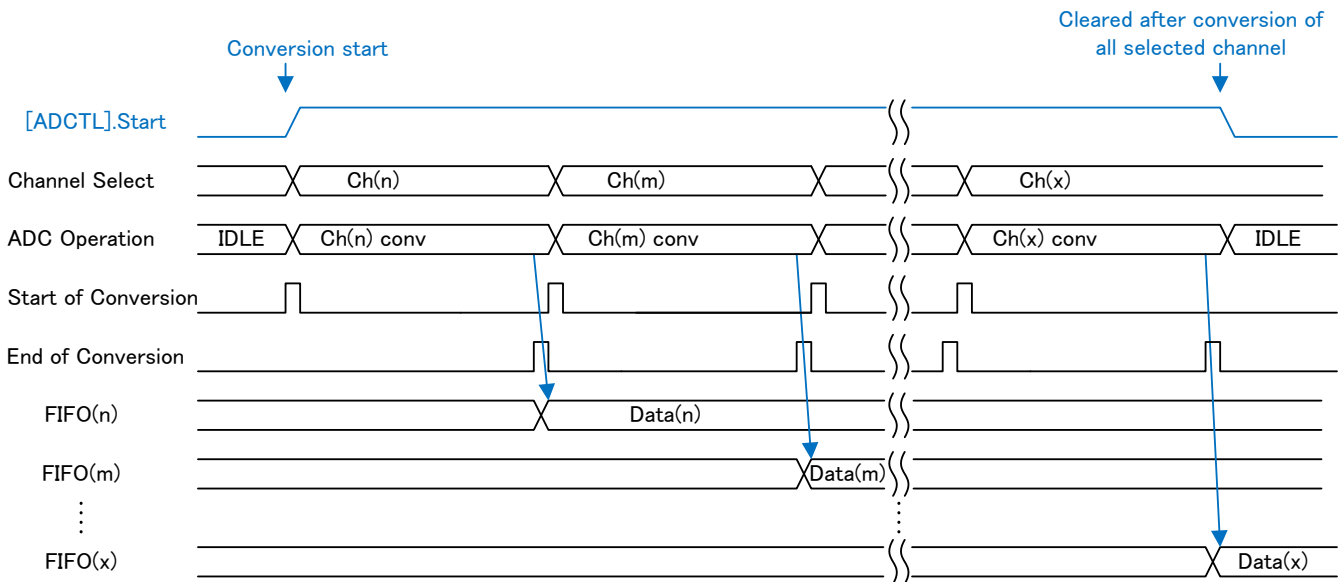 Cleared after conversion of
all selected channel
Conversion start
[ADCTL].Start
Channel Select
Ch(n)
Ch(m)
Ch(x)
ADC Operation
IDLE
Ch(n) conv
Ch(m) conv
Ch(x) conv
IDLE
Start of Conversion
End of Conversion
FIFO(n)
Data(n)
FIFO(m)
Data(m)
FIFO(x)
Data(x)